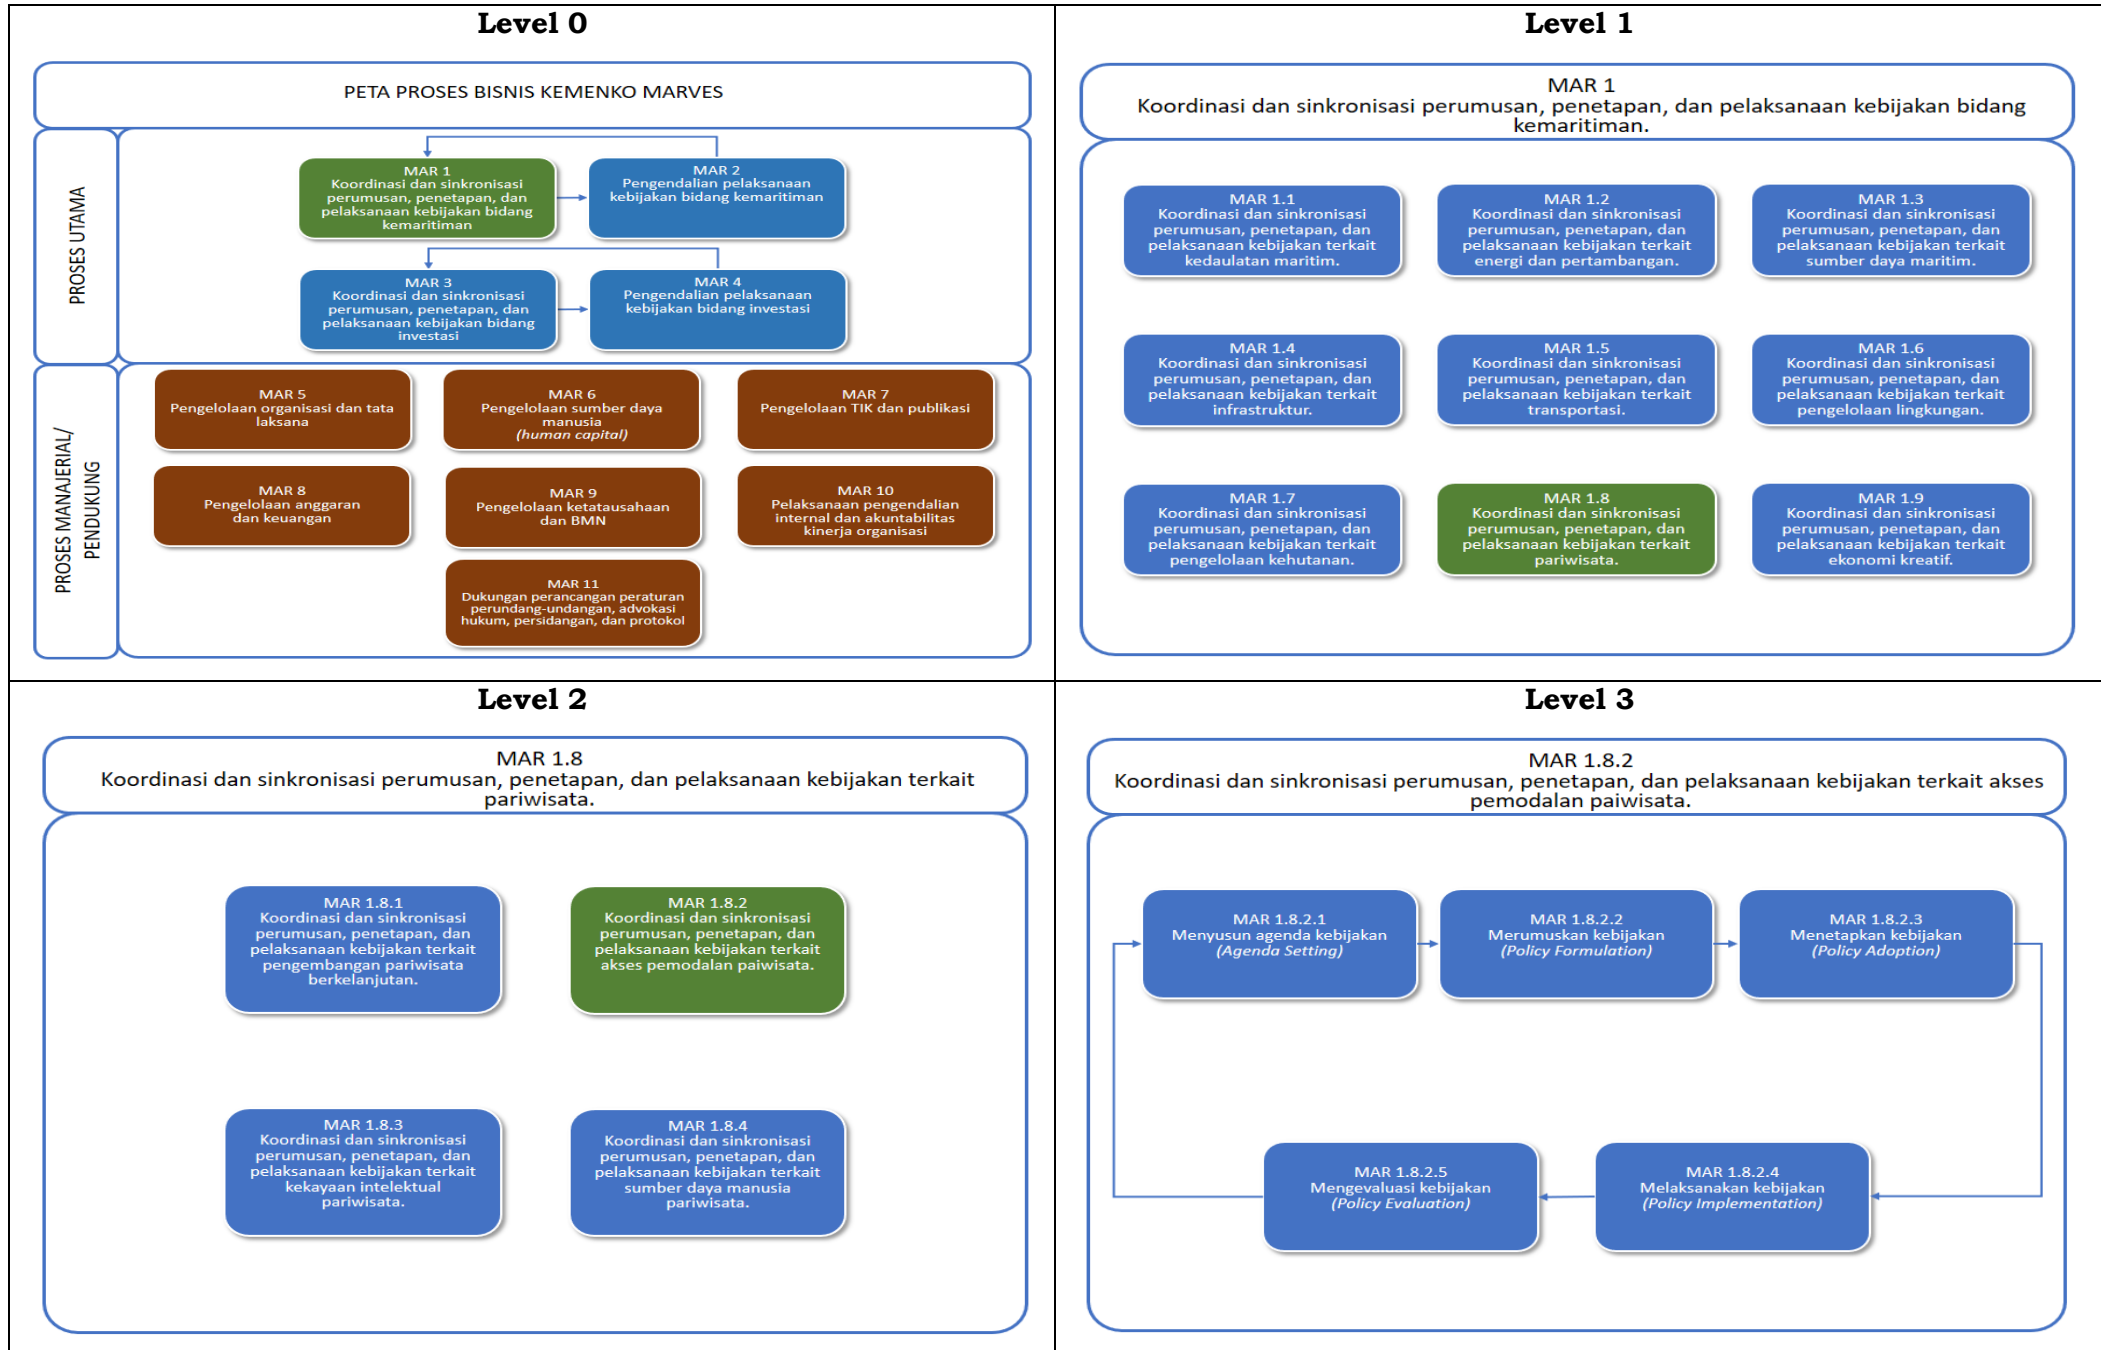 Level 0
PETA PROSES BISNIS KEMENKO MARVES
PROSES UTAMA
MAR 1
Koordinasi dan sinkronisasi
perumusan, penetapan, dan
pelaksanaan kebijakan bidang
kemaritiman
MAR 2
Pengendalian pelaksanaan
kebijakan bidang kemaritiman
MAR 3
Koordinasi dan sinkronisasi
perumusan, penetapan, dan
pelaksanaan kebijakan bidang
investasi
MAR 4
Pengendalian pelaksanaan
kebijakan bidang investasi
PROSES MANAJERIAL/
PENDUKUNG
MAR 5
Pengelolaan organisasi dan tata
laksana
MAR 6
Pengelolaan sumber daya
manusia
(human capital)
MAR 7
Pengelolaan TIK dan publikasi
MAR 8
Pengelolaan anggaran
dan keuangan
MAR 9
Pengelolaan ketatausahaan
dan BMN
MAR 10
Pelaksanaan pengendalian
internal dan akuntabilitas
kinerja organisasi
MAR 11
Dukungan perancangan peraturan
perundang-undangan, advokasi
hukum, persidangan, dan protokol
Level 1
MAR 1
Koordinasi dan sinkronisasi perumusan, penetapan, dan pelaksanaan kebijakan bidang
kemaritiman.
MAR 1.1
Koordinasi dan sinkronisasi
perumusan, penetapan, dan
pelaksanaan kebijakan terkait
kedaulatan maritim.
MAR 1.2
Koordinasi dan sinkronisasi
perumusan, penetapan, dan
pelaksanaan kebijakan terkait
energi dan pertambangan.
MAR 1.3
Koordinasi dan sinkronisasi
perumusan, penetapan, dan
pelaksanaan kebijakan terkait
sumber daya maritim.
MAR 1.4
Koordinasi dan sinkronisasi
perumusan, penetapan, dan
pelaksanaan kebijakan terkait
infrastruktur.
MAR 1.5
Koordinasi dan sinkronisasi
perumusan, penetapan, dan
pelaksanaan kebijakan terkait
transportasi.
MAR 1.6
Koordinasi dan sinkronisasi
perumusan, penetapan, dan
pelaksanaan kebijakan terkait
pengelolaan lingkungan.
MAR 1.7
Koordinasi dan sinkronisasi
perumusan, penetapan, dan
pelaksanaan kebijakan terkait
pengelolaan kehutanan.
MAR 1.8
Koordinasi dan sinkronisasi
perumusan, penetapan, dan
pelaksanaan kebijakan terkait
pariwisata.
MAR 1.9
Koordinasi dan sinkronisasi
perumusan, penetapan, dan
pelaksanaan kebijakan terkait
ekonomi kreatif.
Level 2
MAR 1.8
Koordinasi dan sinkronisasi perumusan, penetapan, dan pelaksanaan kebijakan terkait
pariwisata.
MAR 1.8.1
Koordinasi dan sinkronisasi
perumusan, penetapan, dan
pelaksanaan kebijakan terkait
pengembangan pariwisata
berkelanjutan.
MAR 1.8.2
Koordinasi dan sinkronisasi
perumusan, penetapan, dan
pelaksanaan kebijakan terkait
akses pemodalan paiwisata.
MAR 1.8.3
Koordinasi dan sinkronisasi
perumusan, penetapan, dan
pelaksanaan kebijakan terkait
kekayaan intelektual
pariwisata.
MAR 1.8.4
Koordinasi dan sinkronisasi
perumusan, penetapan, dan
pelaksanaan kebijakan terkait
sumber daya manusia
pariwisata.
Level 3
MAR 1.8.2
Koordinasi dan sinkronisasi perumusan, penetapan, dan pelaksanaan kebijakan terkait akses
pemodalan paiwisata.
MAR 1.8.2.1
Menyusun agenda kebijakan
(Agenda Setting)
MAR 1.8.2.2
Merumuskan kebijakan
(Policy Formulation)
MAR 1.8.2.3
Menetapkan kebijakan
(Policy Adoption)
MAR 1.8.2.5
Mengevaluasi kebijakan
(Policy Evaluation)
MAR 1.8.2.4
Melaksanakan kebijakan
(Policy Implementation)